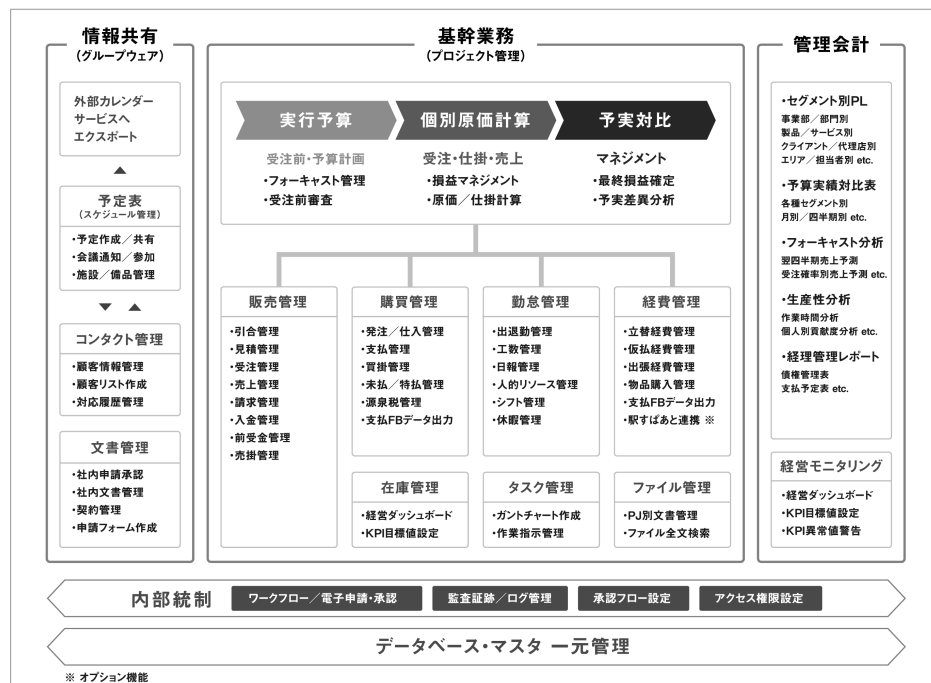 情報共有
（グループウェア）
外部カレンダー
サービスへ
エクスポート
予定表
（スケジュール管理）
・予定作成／共有
・会議通知／参加
・施設／備品管理
コンタクト管理
・顧客情報管理
・顧客リスト作成
・対応履歴管理
文書管理
・社内申請承認
・社内文書管理
・契約管理
・申請フォーム作成
基幹業務
（プロジェクト管理）
実行予算
個別原価計算
予実対比
受注前・予算計画
・フォーキャスト管理
・受注前審査
受注・仕掛・売上
・損益マネジメント
・原価／仕掛計算
マネジメント
・最終損益確定
・予実差異分析
販売管理
・引合管理
・見積管理
・受注管理
・売上管理
・請求管理
・入金管理
・前受金管理
・売掛管理
購買管理
・発注／仕入管理
・支払管理
・買掛管理
・未払／特払管理
・源泉税管理
・支払FBデータ出力
勤怠管理
・出退勤管理
・工数管理
・日報管理
・人的リソース管理
・シフト管理
・休暇管理
経費管理
・立替経費管理
・仮払経費管理
・出張経費管理
・物品購入管理
・支払FBデータ出力
・駅すぱあと連携 ※
在庫管理
・経営ダッシュボード
・KPI目標値設定
タスク管理
・ガントチャート作成
・作業指示管理
ファイル管理
・PJ別文書管理
・ファイル全文検索
管理会計
・セグメント別PL
事業部／部門別
製品／サービス別
クライアント／代理店別
エリア／担当者別 etc.
・予算実績対比表
各種セグメント別
月別／四半期別 etc.
・フォーキャスト分析
翌四半期売上予測
受注確率別売上予測 etc.
・生産性分析
作業時間分析
個人別貢献度分析 etc.
・経理管理レポート
債権管理表
支払予定表 etc.
経営モニタリング
・経営ダッシュボード
・KPI目標値設定
・KPI異常値警告
内部統制
ワークフロー／電子申請・承認
監査証跡／ログ管理
承認フロー設定
アクセス権限設定
データベース・マスタ 一元管理
※ オプション機能